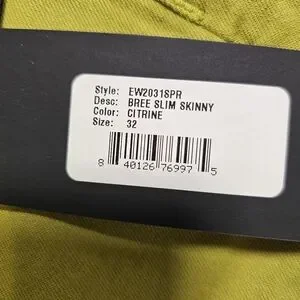 Style: EW2031SPR
Desc: BREE SLIM SKINNY
Color: CITRINE
Size: 32
8 40126 76997 5